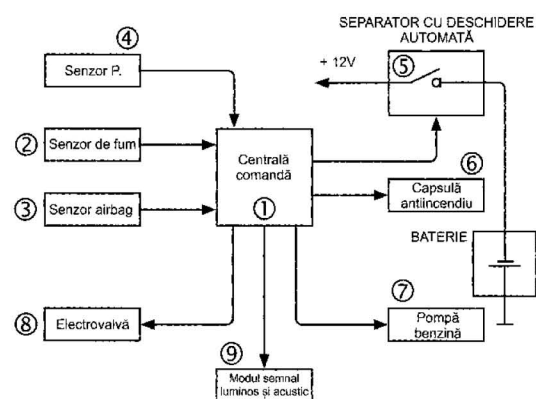 SEPARATOR CU DESCHIDERE
AUTOMATĂ
④
Senzor P.
+ 12V
⑤
② Senzor de fum
Centrală
comandă
①
⑥
Capsulă
antiincendiu
③ Senzor airbag
BATERIE
⑦
Pompă
benzină
⑧ Electrovalvă
⑨
Modul semnal
luminos și acustic